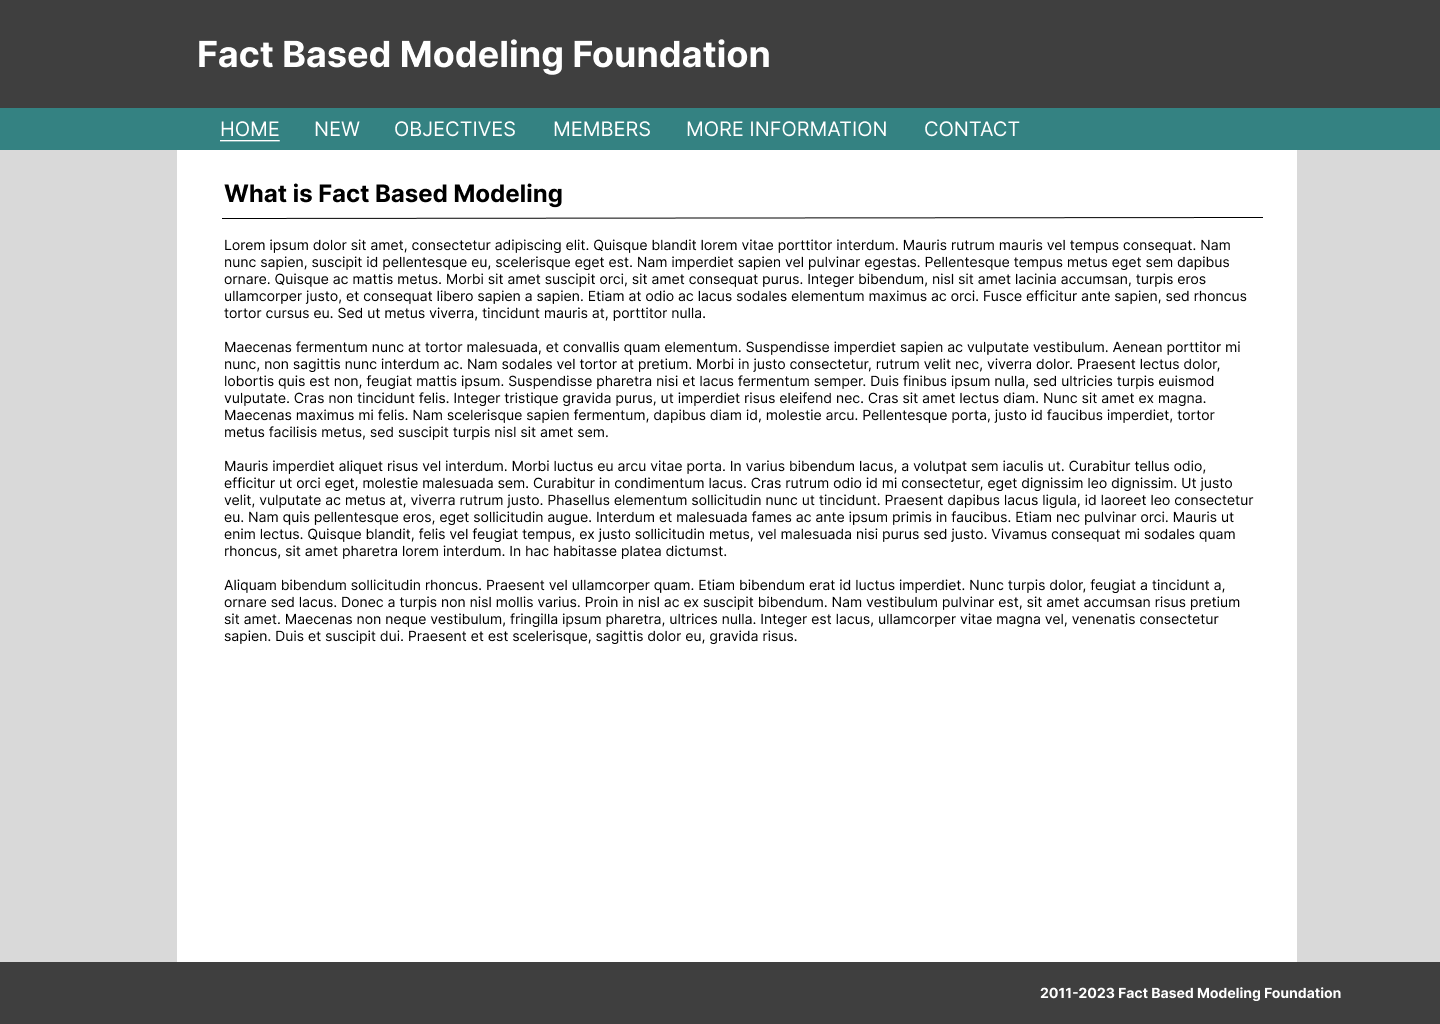 Fact Based Modeling Foundation
HOME NEW OBJECTIVES MEMBERS MORE INFORMATION CONTACT
What is Fact Based Modeling
Lorem ipsum dolor sit amet, consectetur adipiscing elit. Quisque blandit lorem vitae porttitor interdum. Mauris rutrum mauris vel tempus consequat. Nam
nunc sapien, suscipit id pellentesque eu, scelerisque eget est. Nam imperdiet sapien vel pulvinar egestas. Pellentesque tempus metus eget sem dapibus
ornare. Quisque ac mattis metus. Morbi sit amet suscipit orci, sit amet consequat purus. Integer bibendum, nisl sit amet lacinia accumsan, turpis eros
ullamcorper justo, et consequat libero sapien a sapien. Etiam at odio ac lacus sodales elementum maximus ac orci. Fusce efficitur ante sapien, sed rhoncus
tortor cursus eu. Sed ut metus viverra, tincidunt mauris at, porttitor nulla.
Maecenas fermentum nunc at tortor malesuada, et convallis quam elementum. Suspendisse imperdiet sapien ac vulputate vestibulum. Aenean porttitor mi
nunc, non sagittis nunc interdum ac. Nam sodales vel tortor at pretium. Morbi in justo consectetur, rutrum velit nec, viverra dolor. Praesent lectus dolor,
lobortis quis est non, feugiat mattis ipsum. Suspendisse pharetra nisi et lacus fermentum semper. Duis finibus ipsum nulla, sed ultricies turpis euismod
vulputate. Cras non tincidunt felis. Integer tristique gravida purus, ut imperdiet risus eleifend nec. Cras sit amet lectus diam. Nunc sit amet ex magna.
Maecenas maximus mi felis. Nam scelerisque sapien fermentum, dapibus diam id, molestie arcu. Pellentesque porta, justo id faucibus imperdiet, tortor
metus facilisis metus, sed suscipit turpis nisl sit amet sem.
Mauris imperdiet aliquet risus vel interdum. Morbi luctus eu arcu vitae porta. In varius bibendum lacus, a volutpat sem iaculis ut. Curabitur tellus odio,
efficitur ut orci eget, molestie malesuada sem. Curabitur in condimentum lacus. Cras rutrum odio id mi consectetur, eget dignissim leo dignissim. Ut justo
velit, vulputate ac metus at, viverra rutrum justo. Phasellus elementum sollicitudin nunc ut tincidunt. Praesent dapibus lacus ligula, id laoreet leo consectetur
eu. Nam quis pellentesque eros, eget sollicitudin augue. Interdum et malesuada fames ac ante ipsum primis in faucibus. Etiam nec pulvinar orci. Mauris ut
enim lectus. Quisque blandit, felis vel feugiat tempus, ex justo sollicitudin metus, vel malesuada nisi purus sed justo. Vivamus consequat mi sodales quam
rhoncus, sit amet pharetra lorem interdum. In hac habitasse platea dictumst.
Aliquam bibendum sollicitudin rhoncus. Praesent vel ullamcorper quam. Etiam bibendum erat id luctus imperdiet. Nunc turpis dolor, feugiat a tincidunt a,
ornare sed lacus. Donec a turpis non nisl mollis varius. Proin in nisl ac ex suscipit bibendum. Nam vestibulum pulvinar est, sit amet accumsan risus pretium
sit amet. Maecenas non neque vestibulum, fringilla ipsum pharetra, ultrices nulla. Integer est lacus, ullamcorper vitae magna vel, venenatis consectetur
sapien. Duis et suscipit dui. Praesent et est scelerisque, sagittis dolor eu, gravida risus.
2011-2023 Fact Based Modeling Foundation